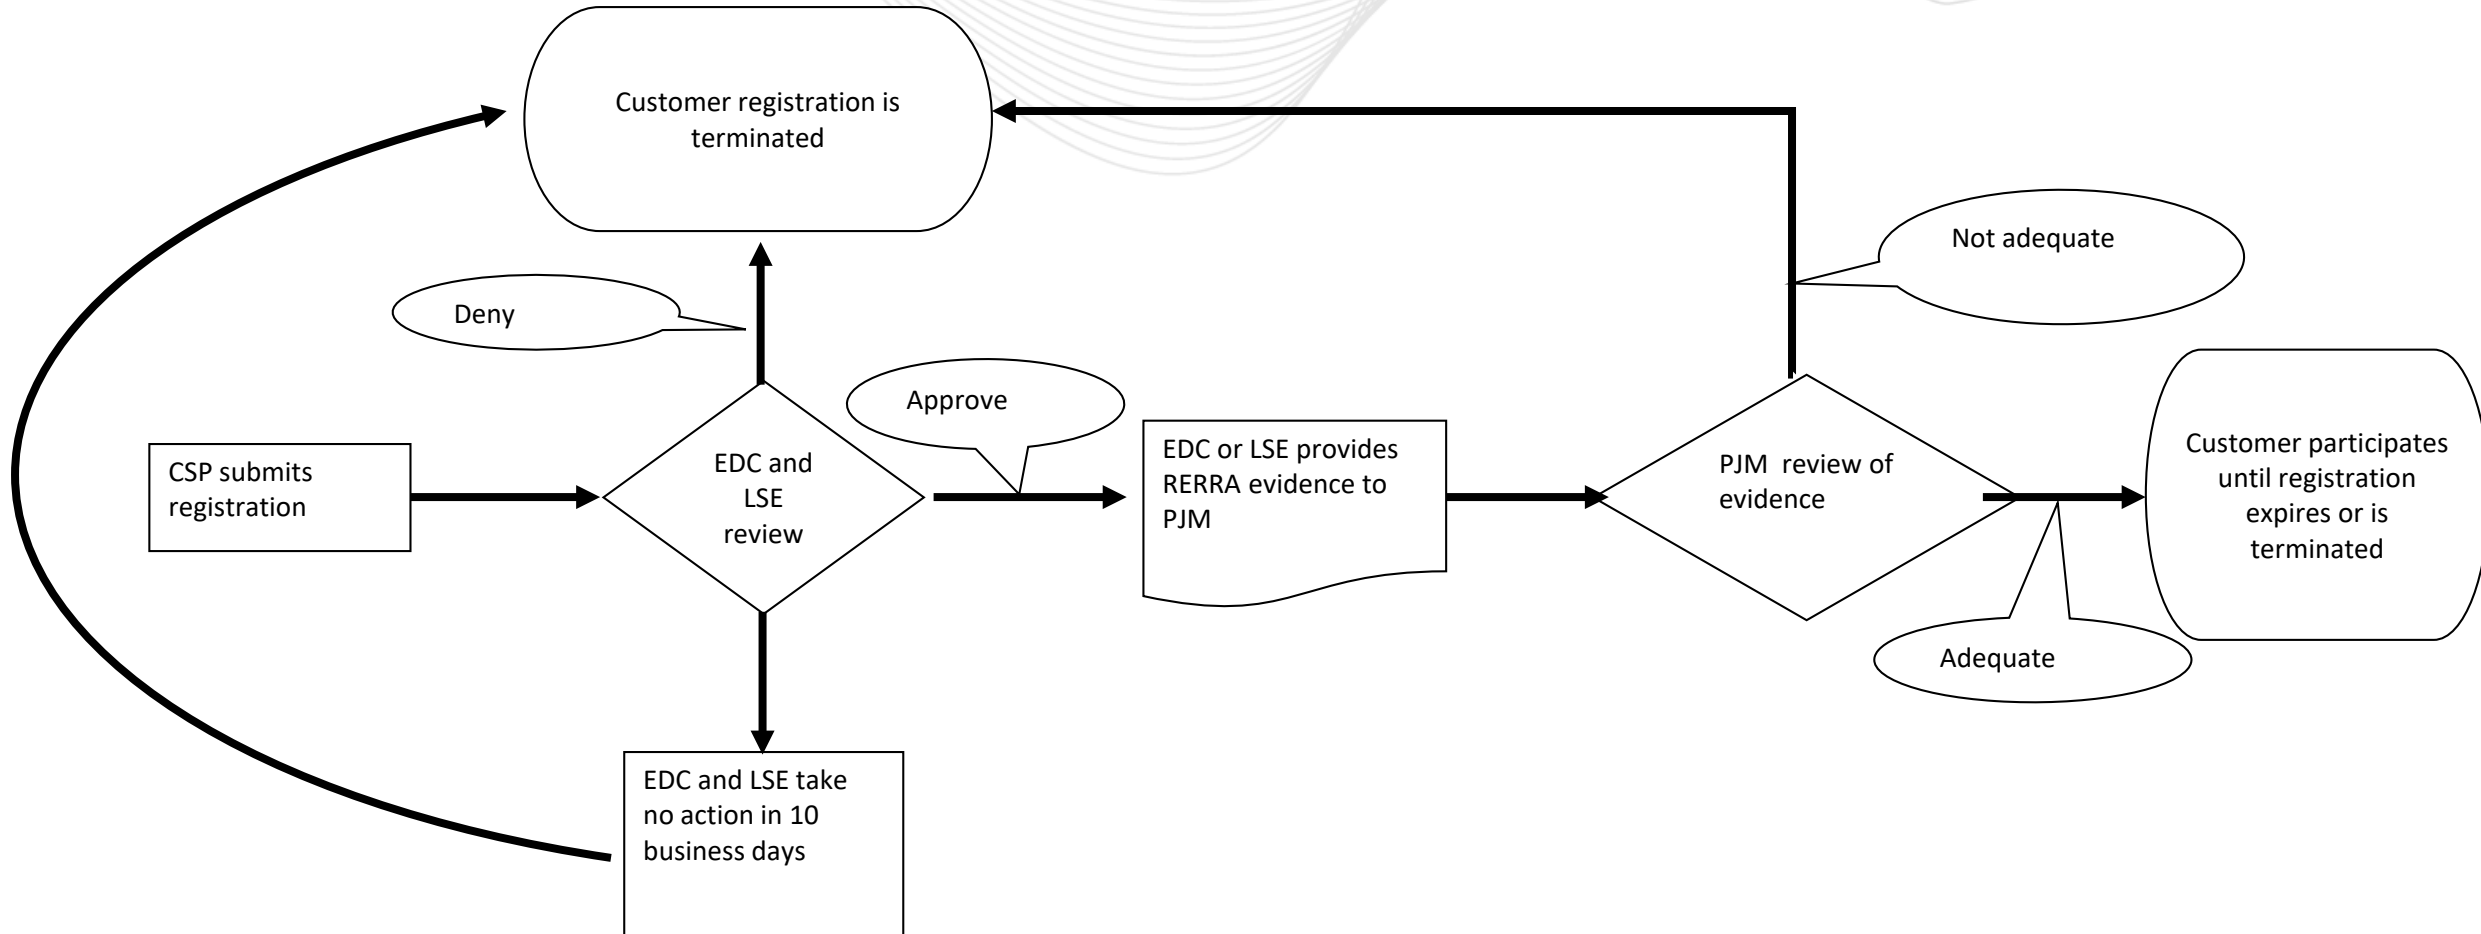 Customer registration is
terminated
Not adequate
Deny
Approve
CSP submits
registration
EDC and
LSE
review
EDC or LSE provides
RERRA evidence to
PJM
PJM  review of
evidence
Customer participates
until registration
expires or is
terminated
Adequate
EDC and LSE take
no action in 10
business days